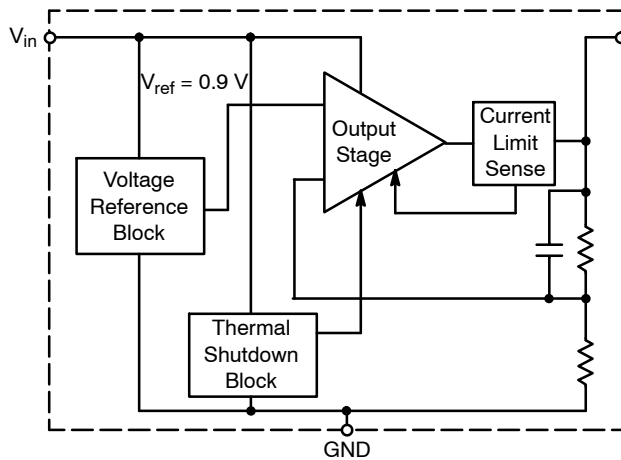 Vin
Vref = 0.9 V
Output
Stage
Current
Limit
Sense
Voltage
Reference
Block
Thermal
Shutdown
Block
GND